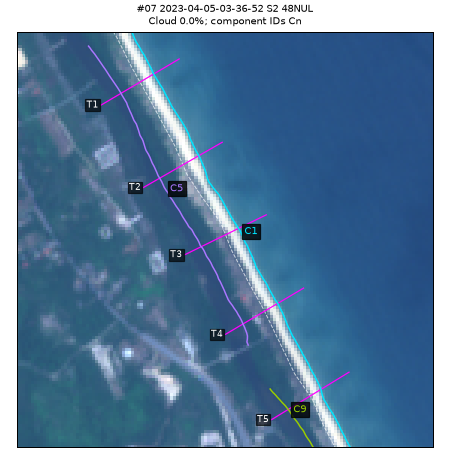 #07 2023-04-05-03-36-52 S2 48NUL
Cloud 0.0%; component IDs Cn
T1
T2
C5
C1
T3
T4
C9
T5